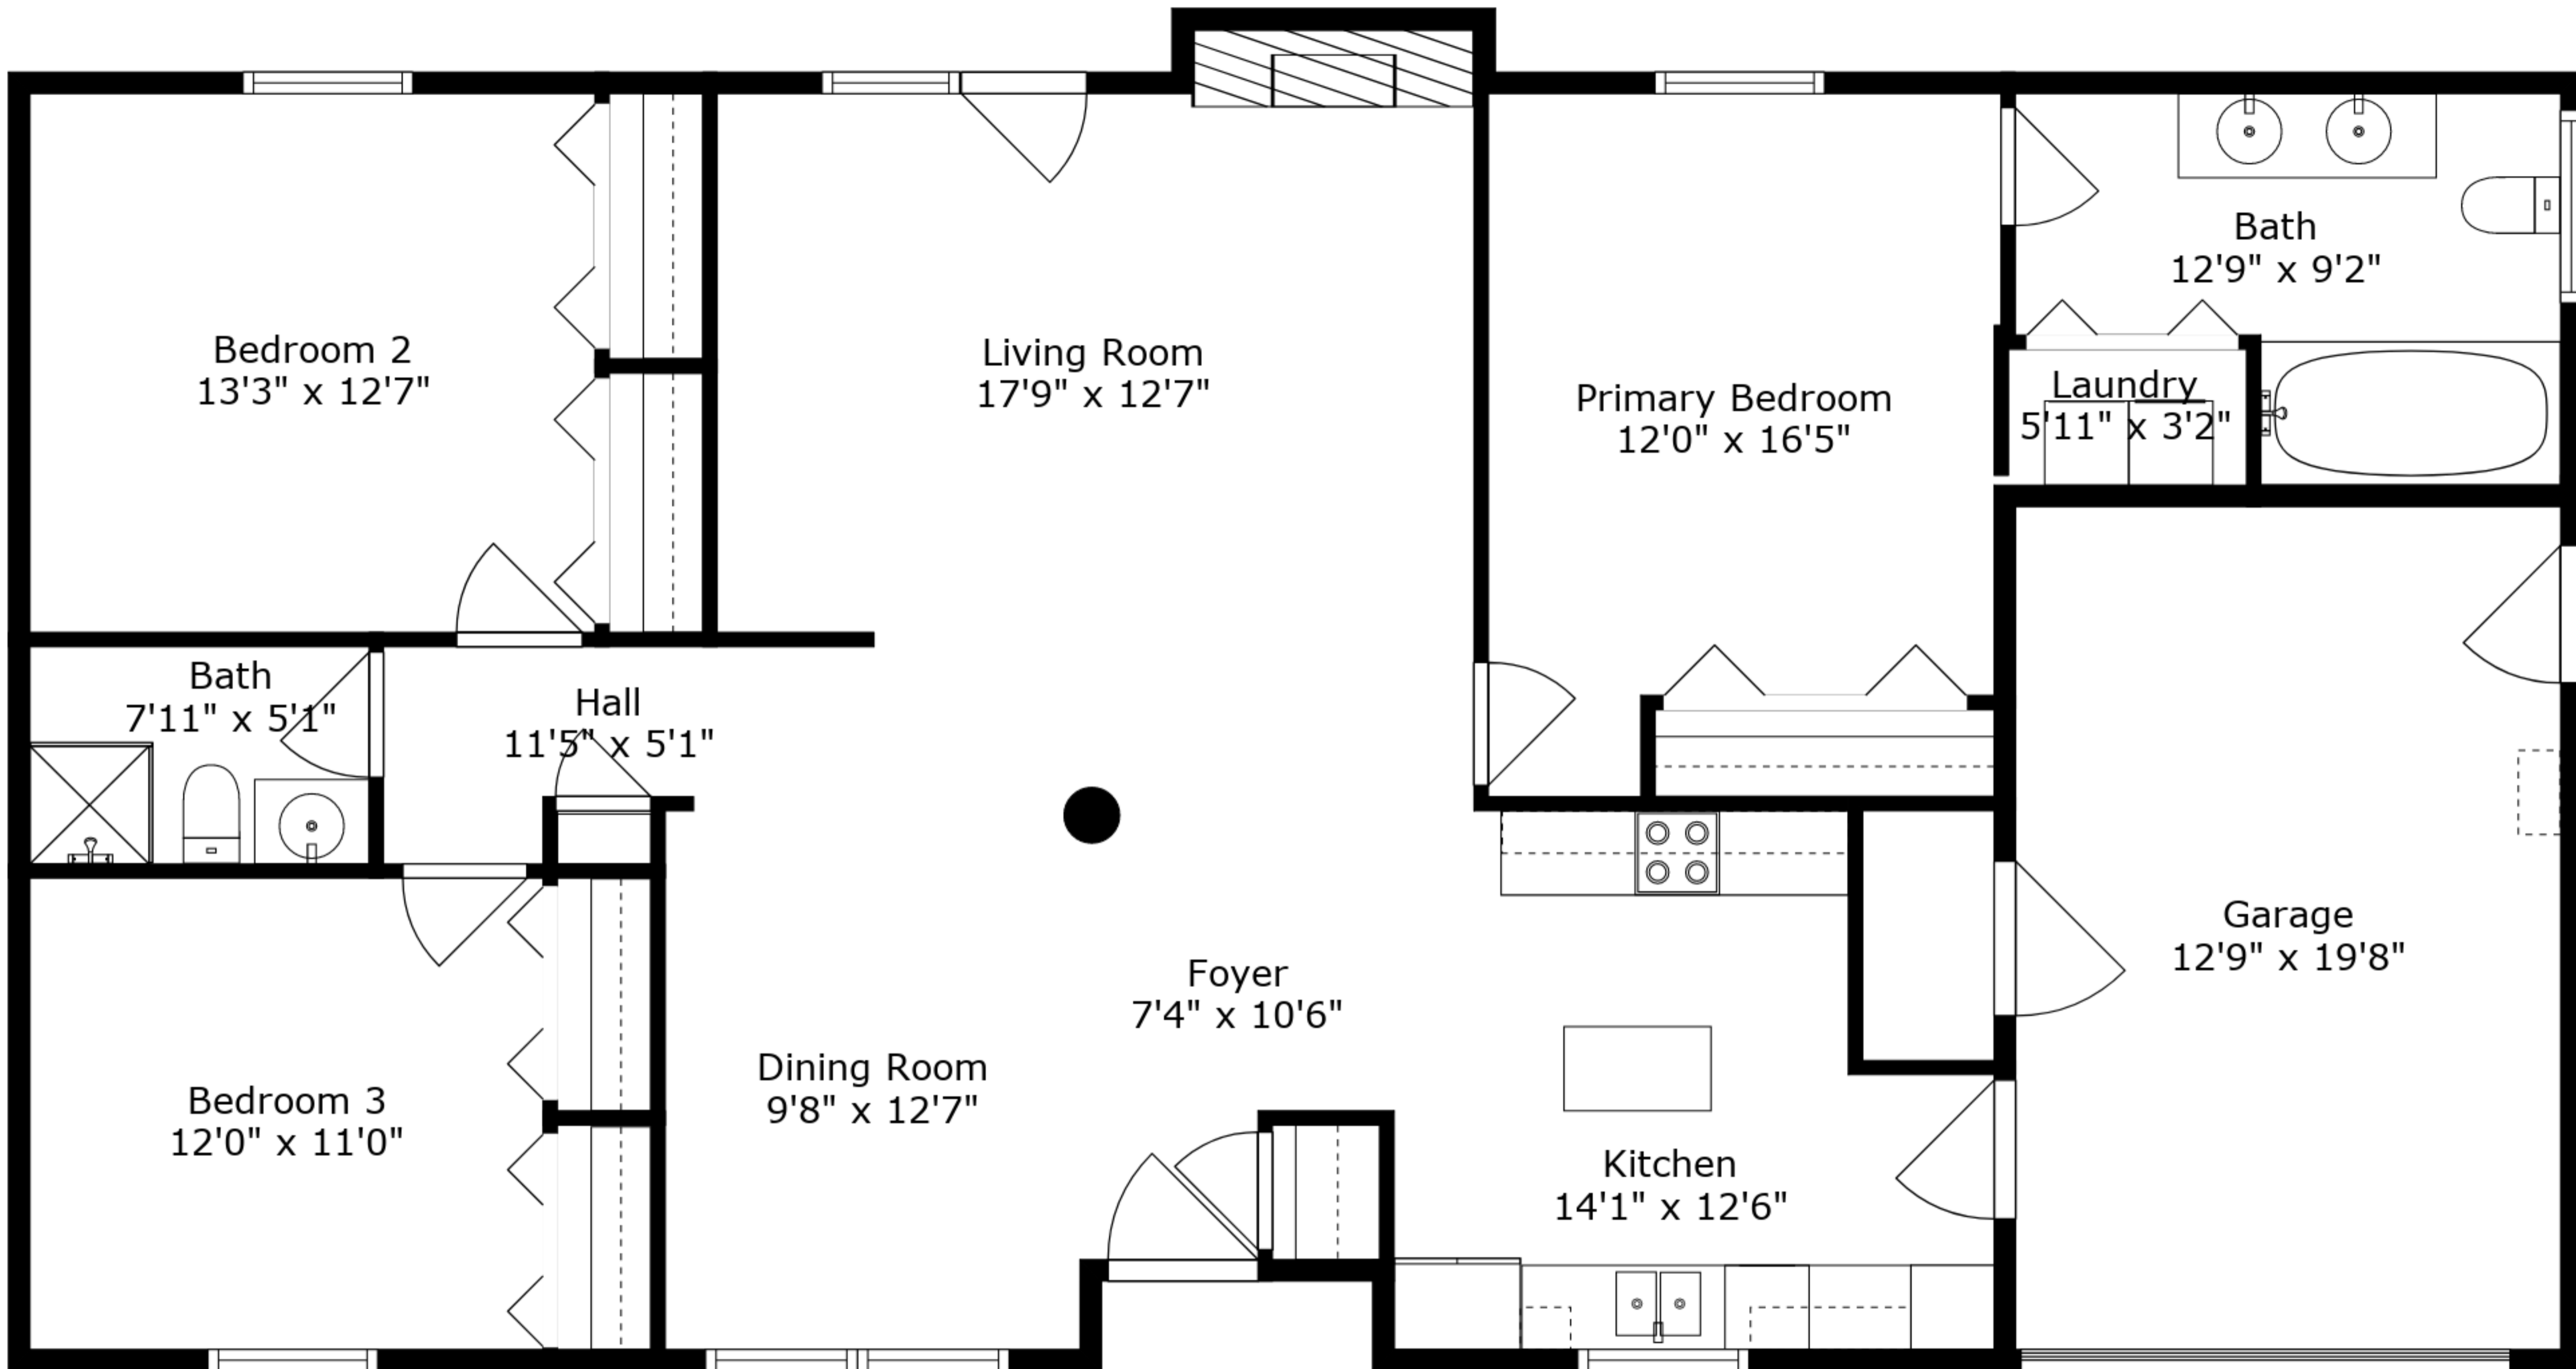 Bedroom 2
13'3" x 12'7"
Living Room
17'9" x 12'7"
Primary Bedroom
12'0" x 16'5"
Bath
12'9" x 9'2"
Laundry
5'11" x 3'2"
Bath
7'11" x 5'1"
Hall
11'5" x 5'1"
Bedroom 3
12'0" x 11'0"
Dining Room
9'8" x 12'7"
Foyer
7'4" x 10'6"
Kitchen
14'1" x 12'6"
Garage
12'9" x 19'8"